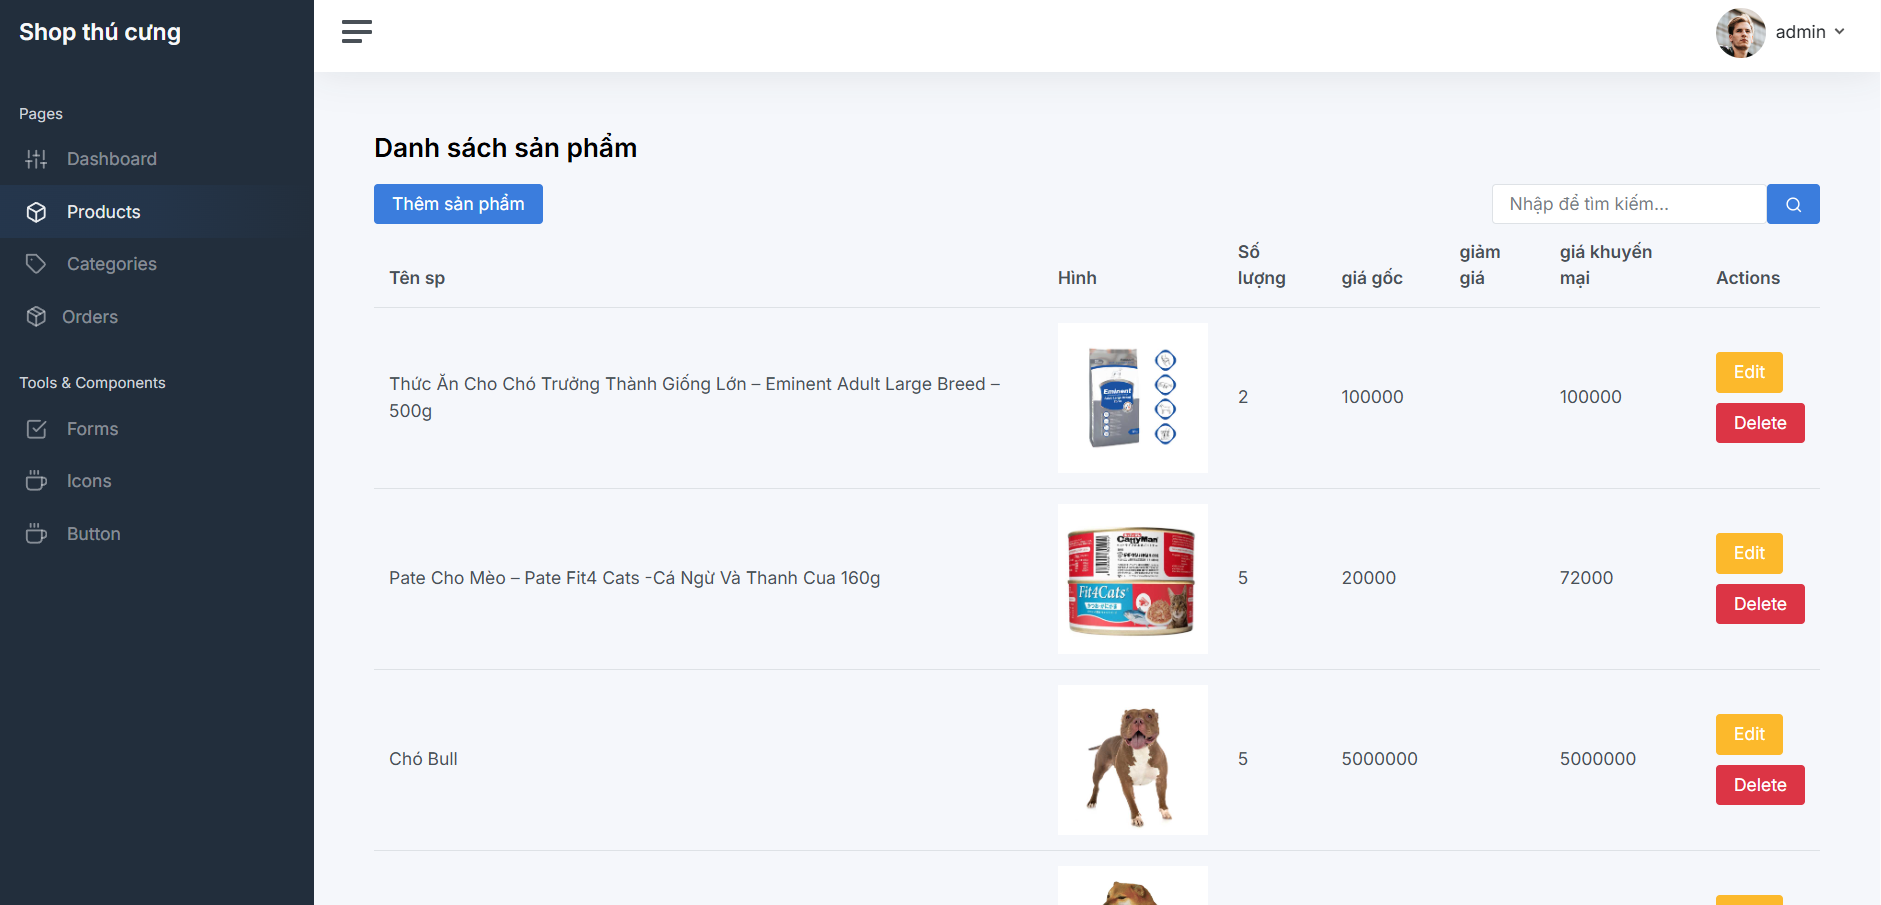 Shop thú cưng
admin
Pages
Dashboard
Products
Categories
Orders
Tools & Components
Forms
Icons
Button
Danh sách sản phẩm
Thêm sản phẩm
Nhập để tìm kiếm...
Tên sp
Hình
Số
lượng
giá gốc
giảm
giá
giá khuyến
mại
Actions
Thức Ăn Cho Chó Trưởng Thành Giống Lớn – Eminent Adult Large Breed –
500g
Eminent
2
100000
100000
Edit
Delete
Pate Cho Mèo – Pate Fit4 Cats -Cá Ngừ Và Thanh Cua 160g
CattyMan
Fit4Cats
5
20000
72000
Edit
Delete
Chó Bull
5
5000000
5000000
Edit
Delete